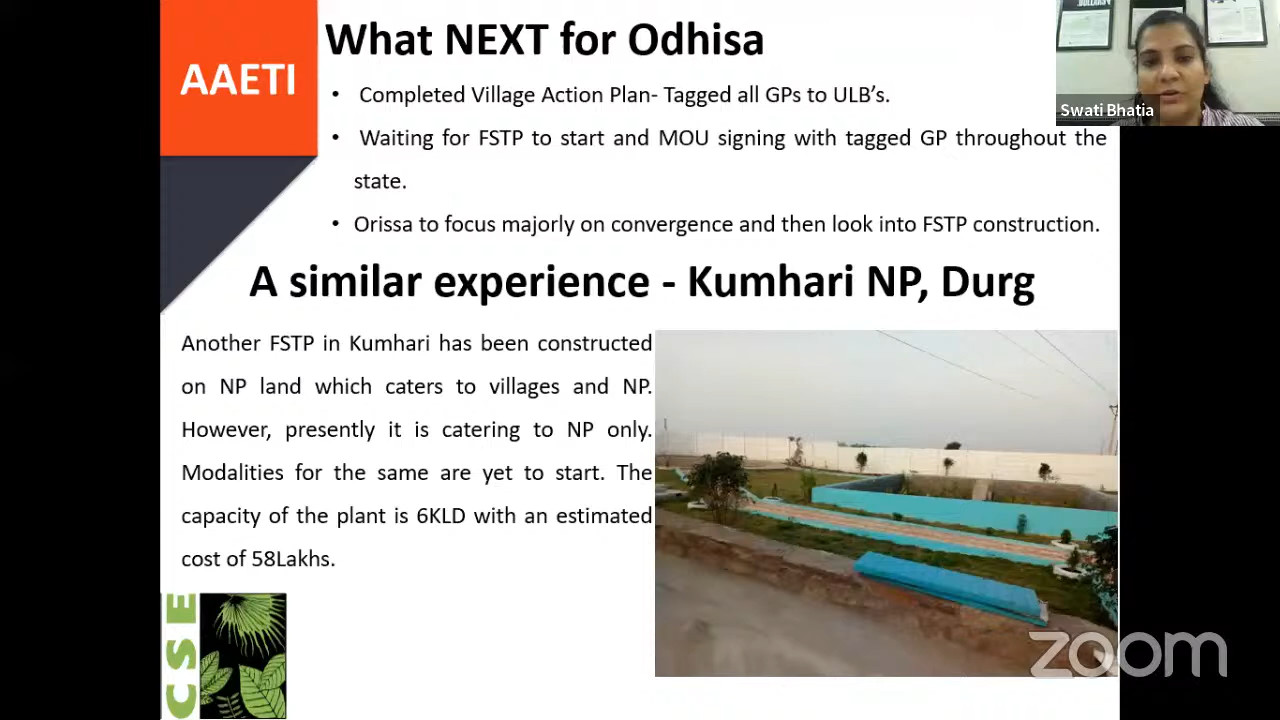 AAETI
What NEXT for Odhisa
• Completed Village Action Plan- Tagged all GPs to ULB's.
• Waiting for FSTP to start and MOU signing with tagged GP throughout the
state.
• Orissa to focus majorly on convergence and then look into FSTP construction.
Swati Bhatia
A similar experience - Kumhari NP, Durg
Another FSTP in Kumhari has been constructed
on NP land which caters to villages and NP.
However, presently it is catering to NP only.
Modalities for the same are yet to start. The
capacity of the plant is 6KLD with an estimated
cost of 58Lakhs.
CSE
zoom